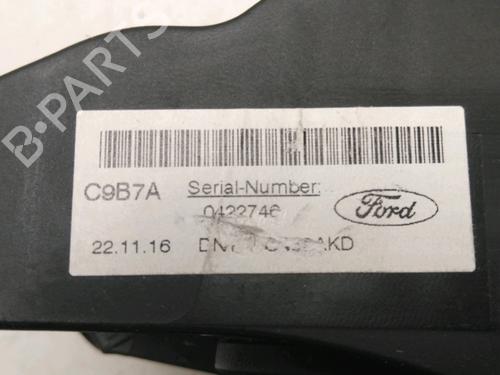 B-PARTS
C9B7A Serial-Number:
0422746
Ford
22.11.16